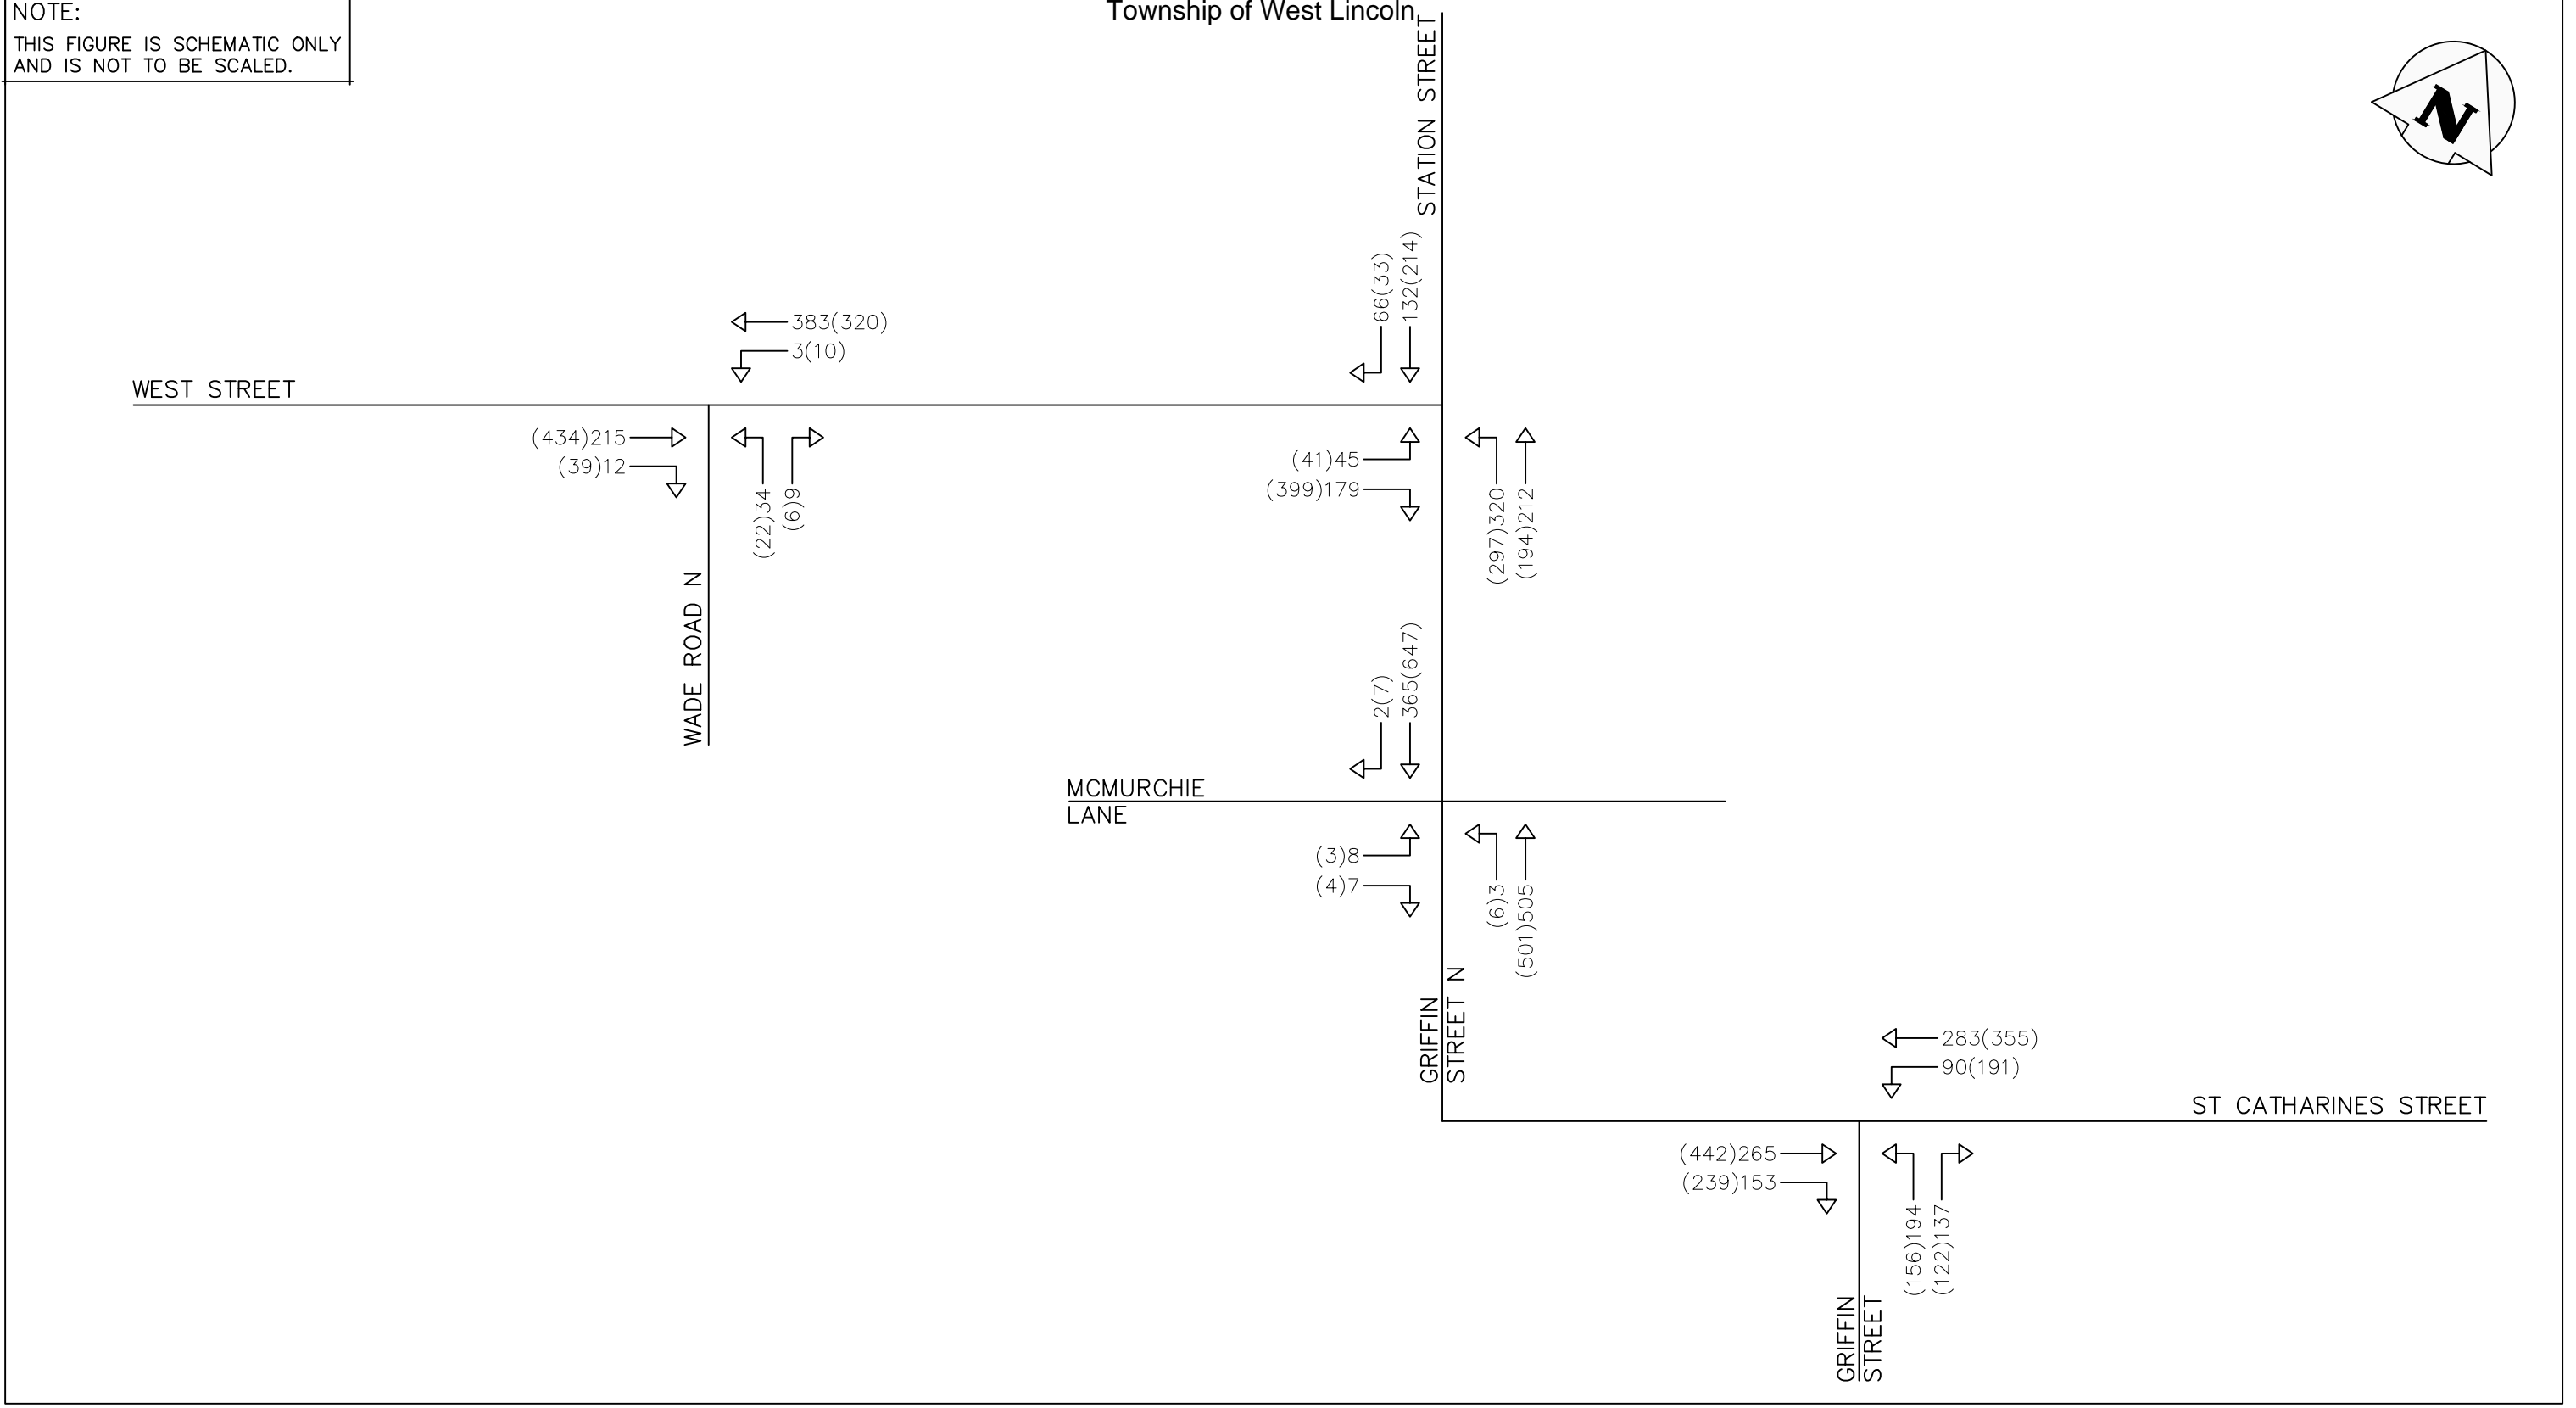 NOTE:
THIS FIGURE IS SCHEMATIC ONLY
AND IS NOT TO BE SCALED.
Township of West Lincoln
STATION STREET
N
66(33)
132(214)
383(320)
3(10)
WEST STREET
(434)215
(39)12
(22)34
(6)9
WADE ROAD N
(41)45
(399)179
(297)320
(194)212
2(7)
365(647)
MCMURCHIE
LANE
(3)8
(4)7
(6)3
(501)505
GRIFFIN
STREET N
283(355)
90(191)
ST CATHARINES STREET
(442)265
(239)153
(156)194
(122)137
GRIFFIN
STREET